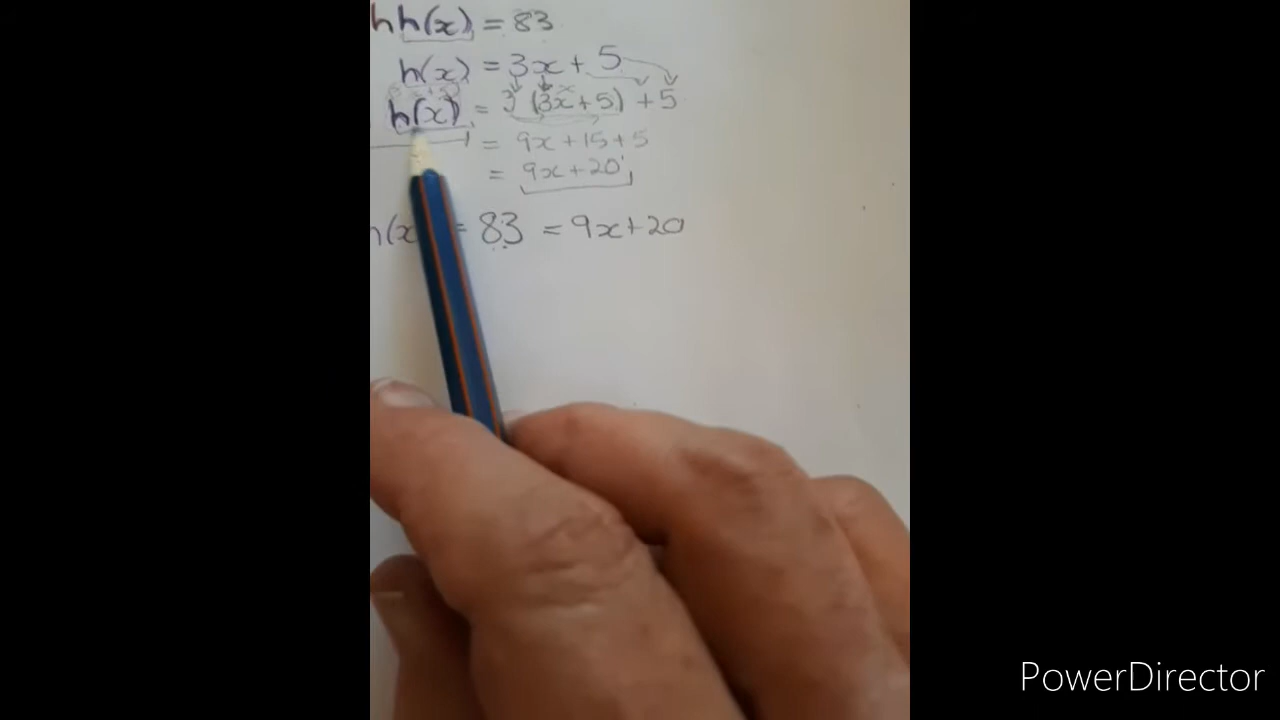 hh(x) = 83
h(x) = 3x + 5
h(x) = 3 (3x + 5) + 5
= 9x + 15 + 5
= 9x + 20
h(x = 83 = 9x + 20
PowerDirector